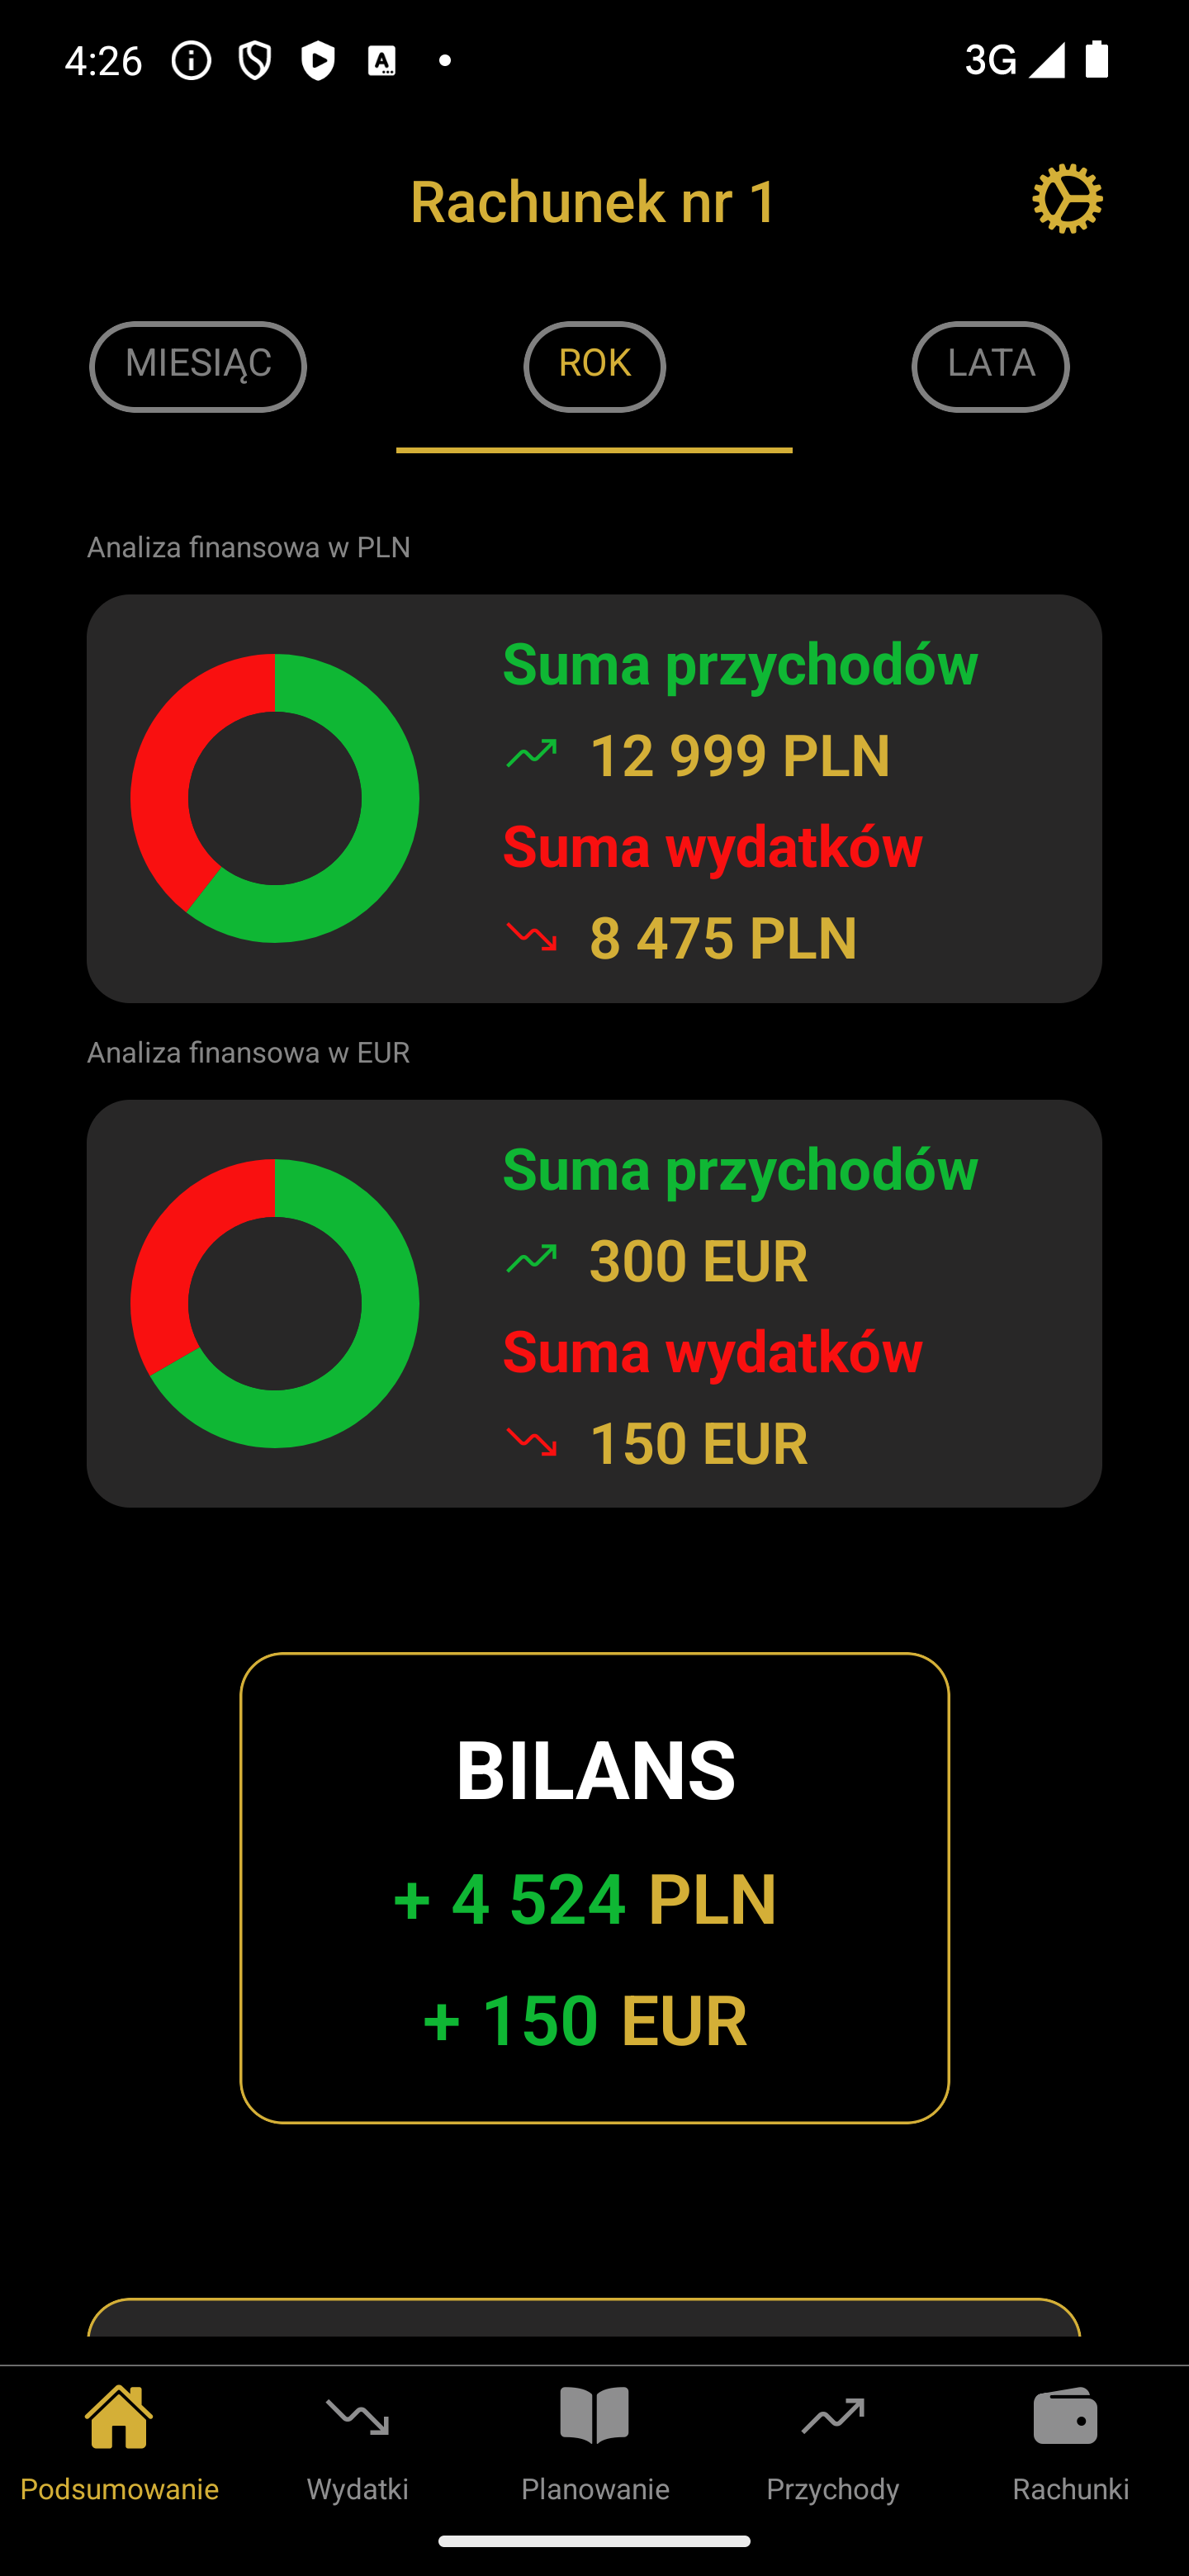 4:26 3G
Rachunek nr 1
MIESIĄC ROK LATA
Analiza finansowa w PLN
Suma przychodów
12 999 PLN
Suma wydatków
8 475 PLN
Analiza finansowa w EUR
Suma przychodów
300 EUR
Suma wydatków
150 EUR
BILANS
+ 4 524 PLN
+ 150 EUR
Podsumowanie Wydatki Planowanie Przychody Rachunki